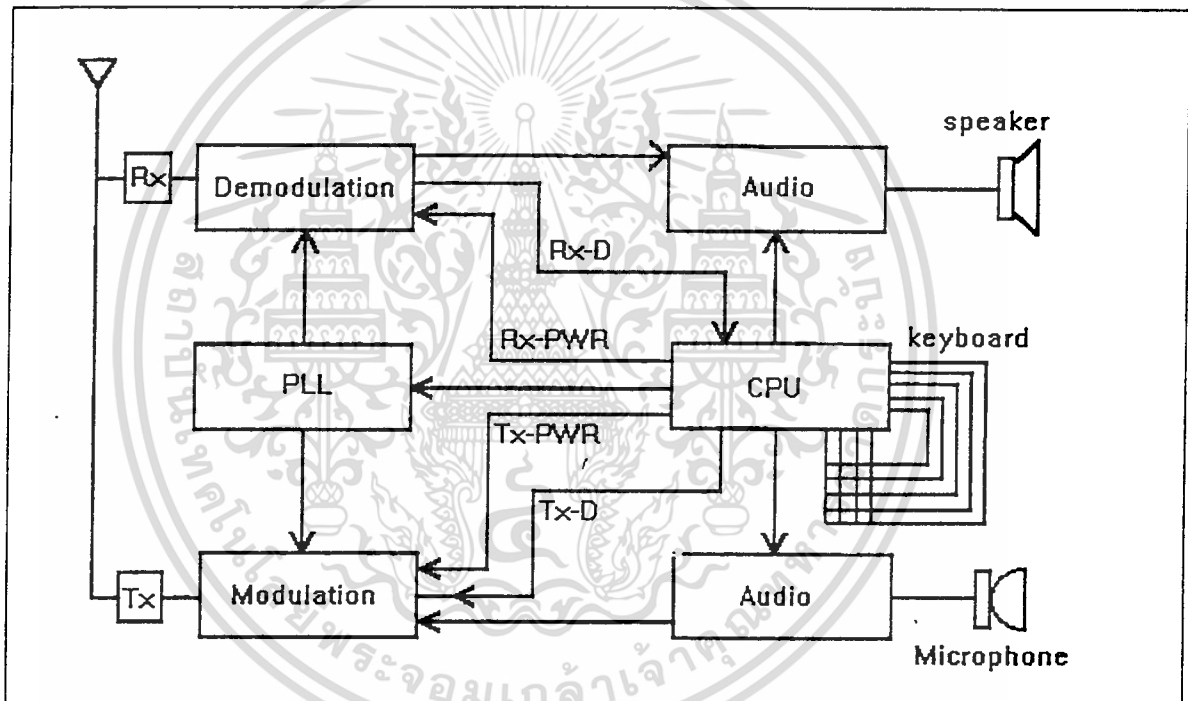 speaker
Rx
Demodulation
Audio
Rx-D
Rx-PWR
keyboard
PLL
CPU
Tx-PWR
Tx-D
Tx
Modulation
Audio
Microphone